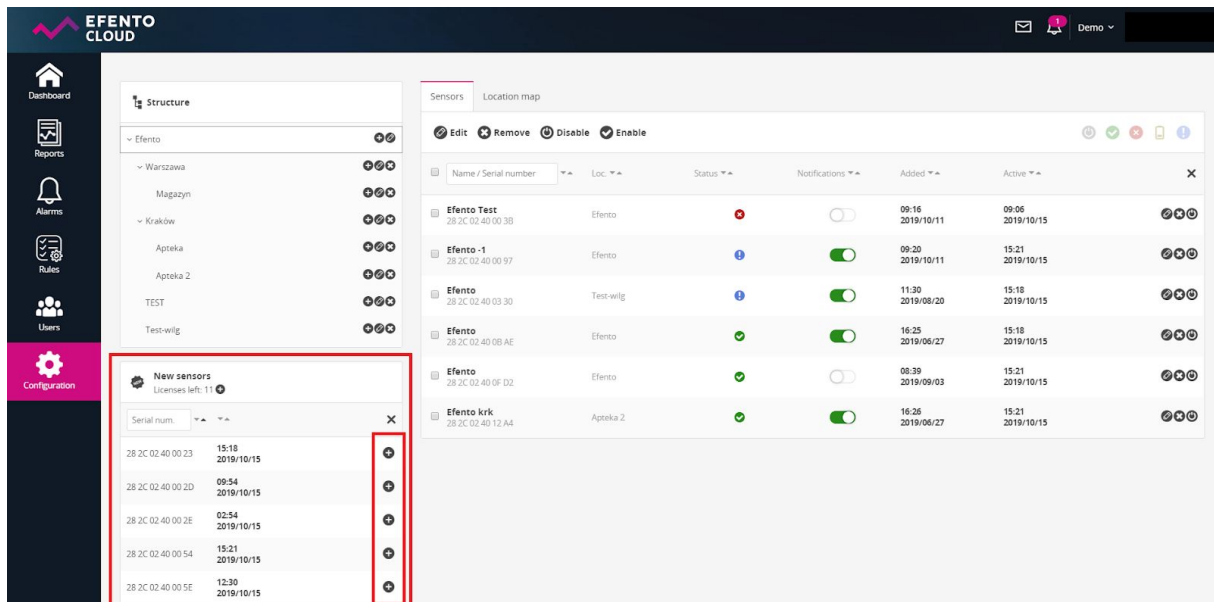 EFENTO
CLOUD
1
Demo
Dashboard
Reports
Alarms
Rules
Users
Configuration
Structure
Efento
Warszawa
Magazyn
Kraków
Apteka
Apteka 2
TEST
Test-wilg
New sensors
Licenses left: 11
Serial num.
28 2C 02 40 00 23 15:18
2019/10/15
28 2C 02 40 00 2D 09:54
2019/10/15
28 2C 02 40 00 2E 02:54
2019/10/15
28 2C 02 40 00 54 15:21
2019/10/15
28 2C 02 40 00 5E 12:30
2019/10/15
Sensors Location map
Edit Remove Disable Enable
Name / Serial number Loc. Status Notifications Added Active
Efento Test Efento 09:16 09:06
28 2C 02 40 00 3B 2019/10/11 2019/10/15
Efento -1 Efento 09:20 15:21
28 2C 02 40 00 97 2019/10/11 2019/10/15
Efento Test-wilg 11:30 15:18
28 2C 02 40 03 30 2019/08/20 2019/10/15
Efento Efento 16:25 15:18
28 2C 02 40 0B AE 2019/06/27 2019/10/15
Efento Efento 08:39 15:21
28 2C 02 40 0F D2 2019/09/03 2019/10/15
Efento krk Apteka 2 16:26 15:21
28 2C 02 40 12 A4 2019/06/27 2019/10/15